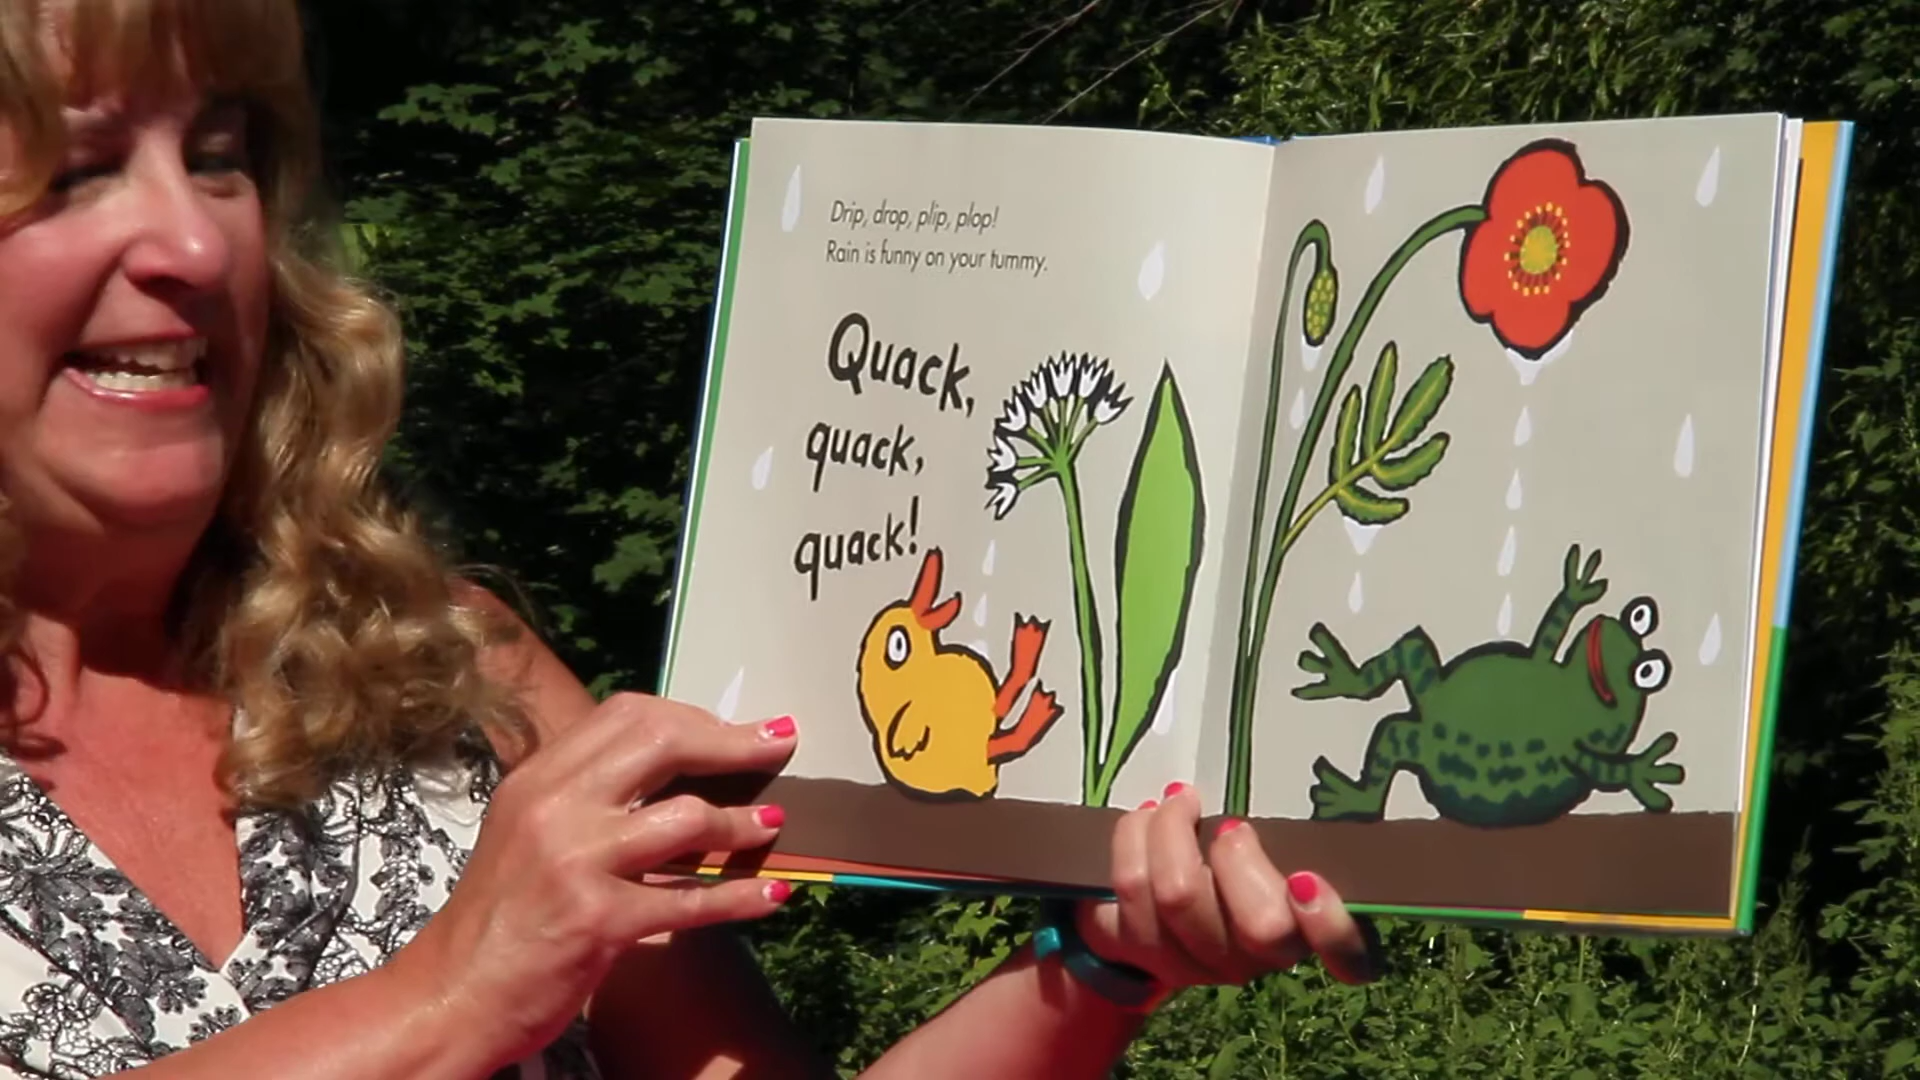 Drip, drop, plip, plop!
Rain is funny on your tummy.
Quack,
quack,
quack!